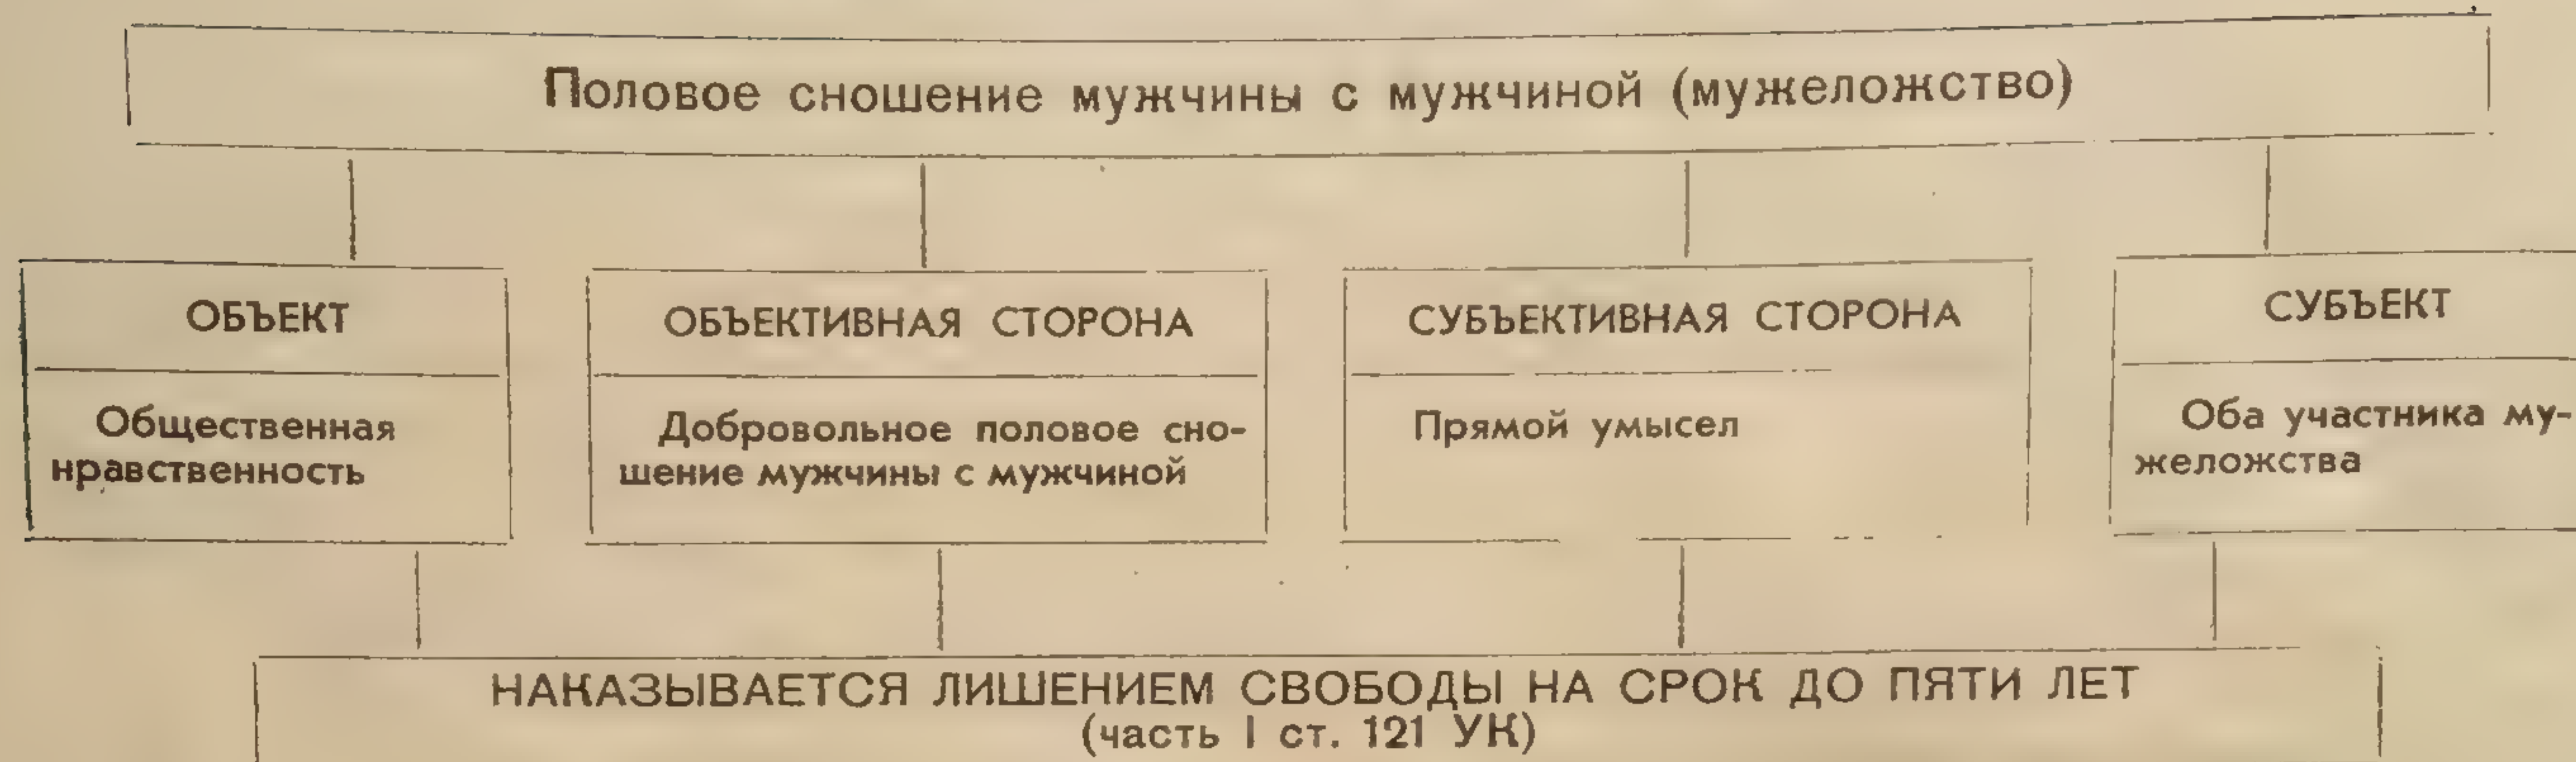 Половое сношение мужчины с мужчиной (мужеложство)
ОБЪЕКТ
Общественная
нравственность
ОБЪЕКТИВНАЯ СТОРОНА
Добровольное половое сно-
шение мужчины с мужчиной
СУБЪЕКТИВНАЯ СТОРОНА
Прямой умысел
СУБЪЕКТ
Оба участника му-
желожства
НАКАЗЫВАЕТСЯ ЛИШЕНИЕМ СВОБОДЫ НА СРОК ДО ПЯТИ ЛЕТ
(часть I ст. 121 УК)